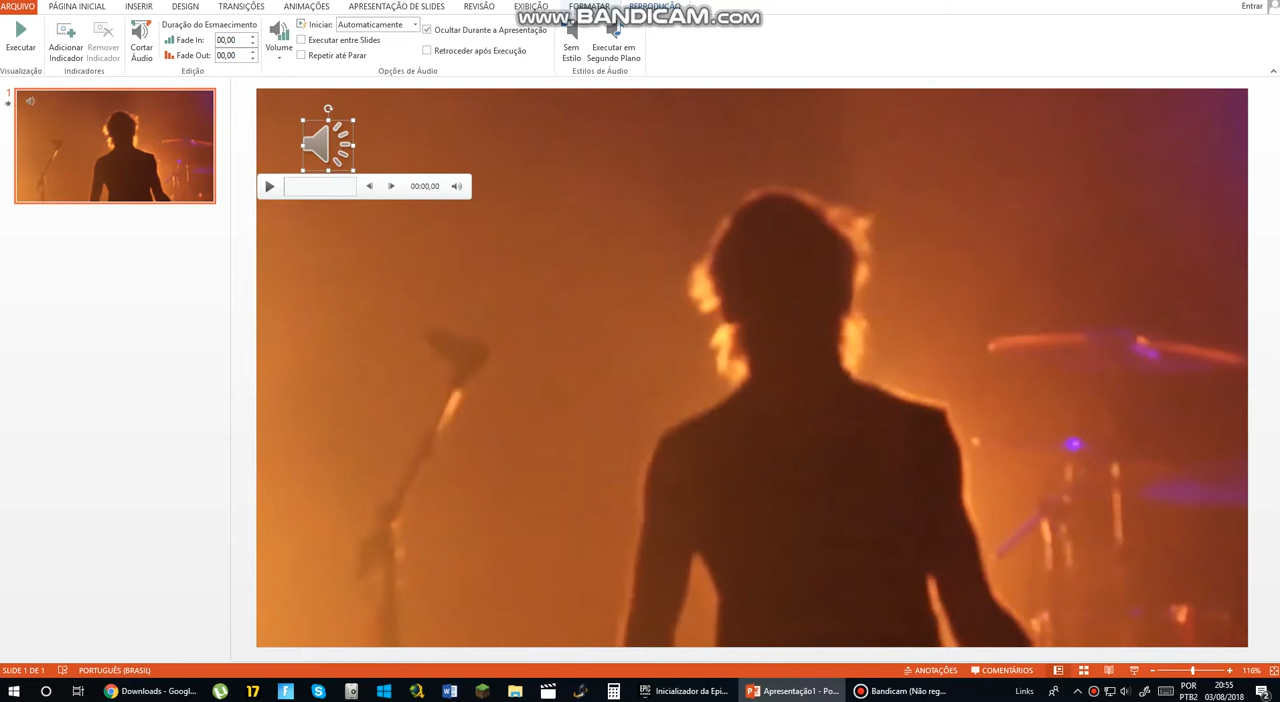 ARQUIVO PÁGINA INICIAL INSERIR DESIGN TRANSIÇÕES ANIMAÇÕES APRESENTAÇÃO DE SLIDES REVISÃO EXIBIÇÃO FORMATAR REPRODUÇÃO Entrar
www.BANDICAM.com
Executar
Visualização
Adicionar Indicador
Remover Indicador
Indicadores
Cortar Áudio
Duração do Esmaecimento
Fade In: 00,00
Fade Out: 00,00
Edição
Volume
Iniciar: Automaticamente
Executar entre Slides
Repetir até Parar
Ocultar Durante a Apresentação
Retroceder após Execução
Opções de Áudio
Sem Estilo
Executar em Segundo Plano
Estilos de Áudio
1
00:00,00
SLIDE 1 DE 1 PORTUGUÊS (BRASIL) ANOTAÇÕES COMENTÁRIOS 116%
Downloads - Googl... 17 Inicializador da Epi... Apresentação1 - Po... Bandicam (Não reg... Links POR PTB2 20:55 03/08/2018 2